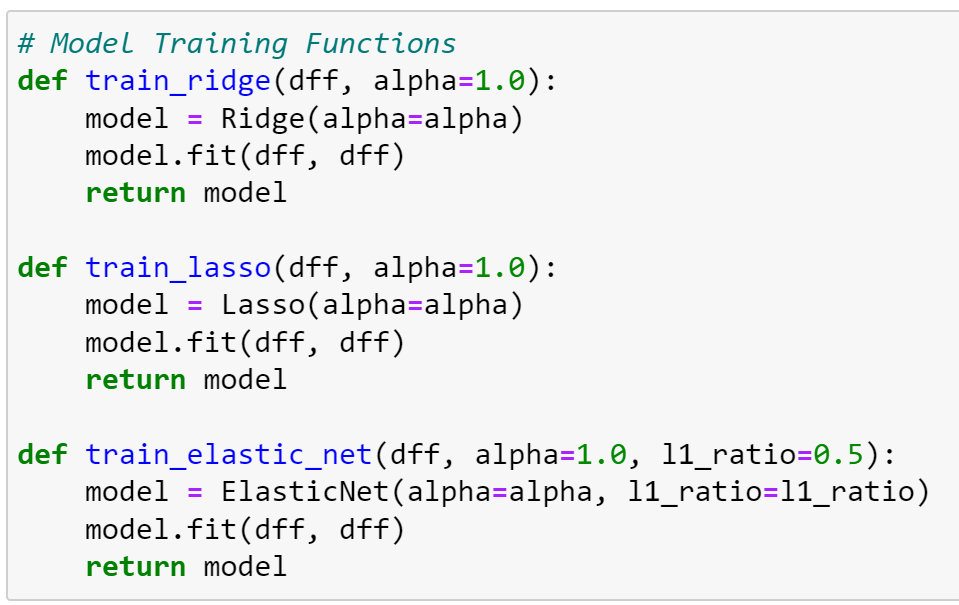 # Model Training Functions
def train_ridge(dff, alpha=1.0):
    model = Ridge(alpha=alpha)
    model.fit(dff, dff)
    return model

def train_lasso(dff, alpha=1.0):
    model = Lasso(alpha=alpha)
    model.fit(dff, dff)
    return model

def train_elastic_net(dff, alpha=1.0, l1_ratio=0.5):
    model = ElasticNet(alpha=alpha, l1_ratio=l1_ratio)
    model.fit(dff, dff)
    return model